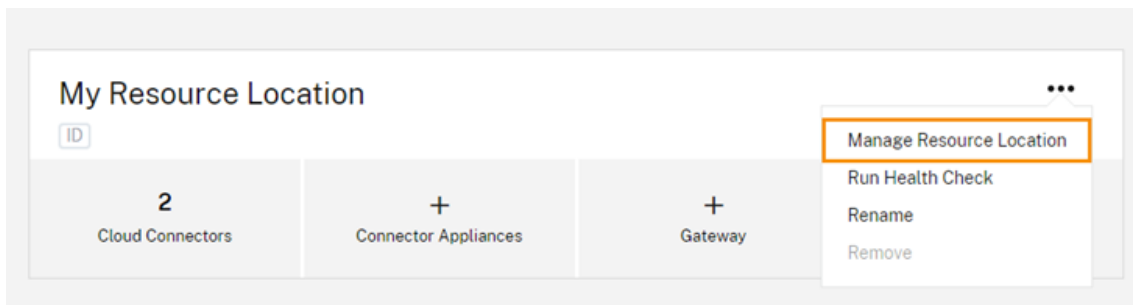 My Resource Location
ID
Manage Resource Location
Run Health Check
Rename
Remove
2
Cloud Connectors
+
Connector Appliances
+
Gateway